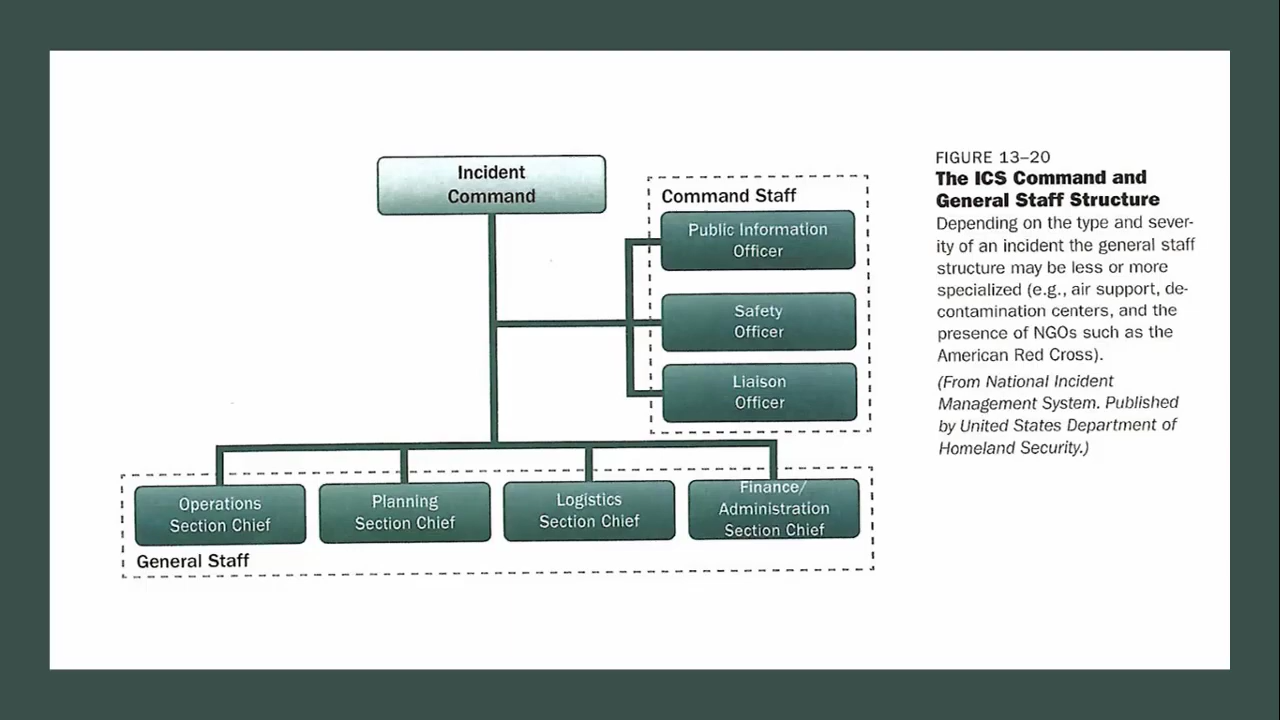 Incident
Command
Command Staff
Public Information
Officer
Safety
Officer
Liaison
Officer
Operations
Section Chief
Planning
Section Chief
Logistics
Section Chief
Finance/
Administration
Section Chief
General Staff
FIGURE 13–20
The ICS Command and
General Staff Structure
Depending on the type and sever-
ity of an incident the general staff
structure may be less or more
specialized (e.g., air support, de-
contamination centers, and the
presence of NGOs such as the
American Red Cross).
(From National Incident
Management System. Published
by United States Department of
Homeland Security.)